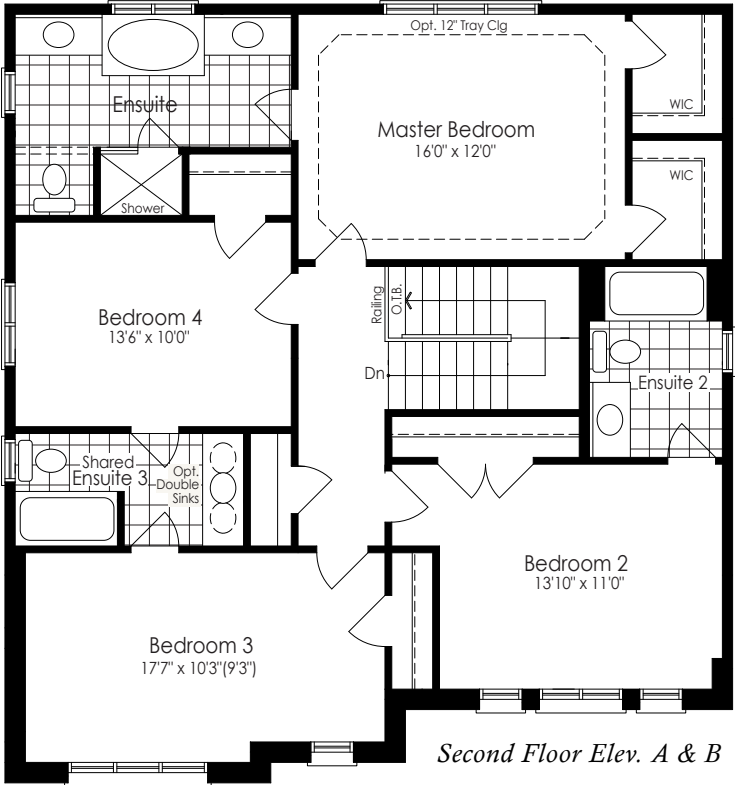 Opt. 12" Tray Clg
WIC
Ensuite
Master Bedroom
16'0" x 12'0"
WIC
Shower
Railing
O.T.B.
Bedroom 4
13'6" x 10'0"
Dn
Ensuite 2
Shared
Ensuite 3
Opt.
Double
Sinks
Bedroom 2
13'10" x 11'0"
Bedroom 3
17'7" x 10'3"(9'3")
Second Floor Elev. A & B